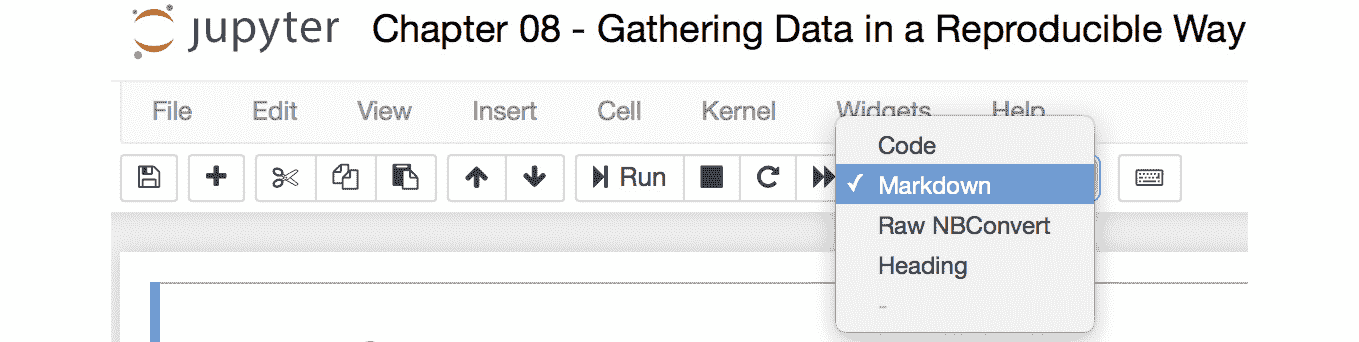 jupyter Chapter 08 - Gathering Data in a Reproducible Way
File Edit View Insert Cell Kernel Widgets Help
Code
Run
Markdown
Raw NBConvert
Heading
-